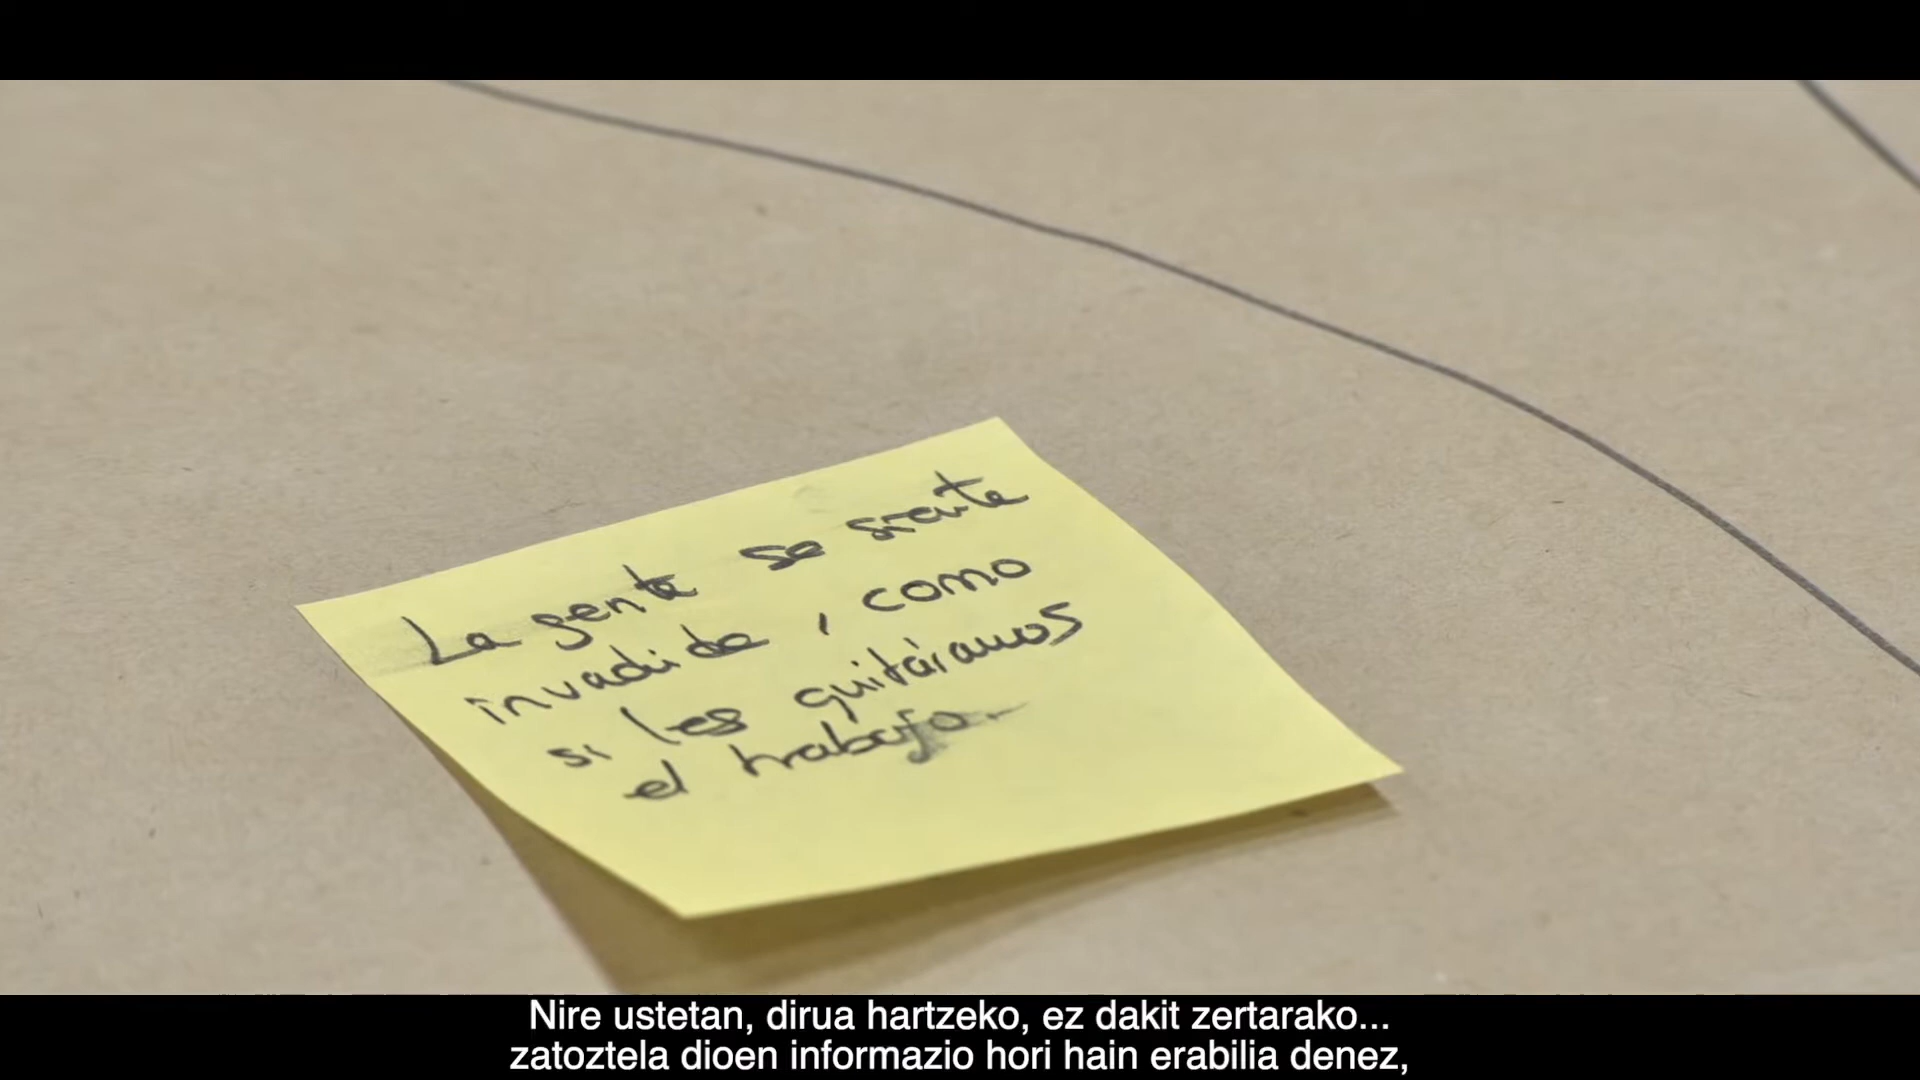 La gente se siente
invadida, como
si les quitáramos
el trabajo.
Nire ustetan, dirua hartzeko, ez dakit zertarako...
zatoztela dioen informazio hori hain erabilia denez,